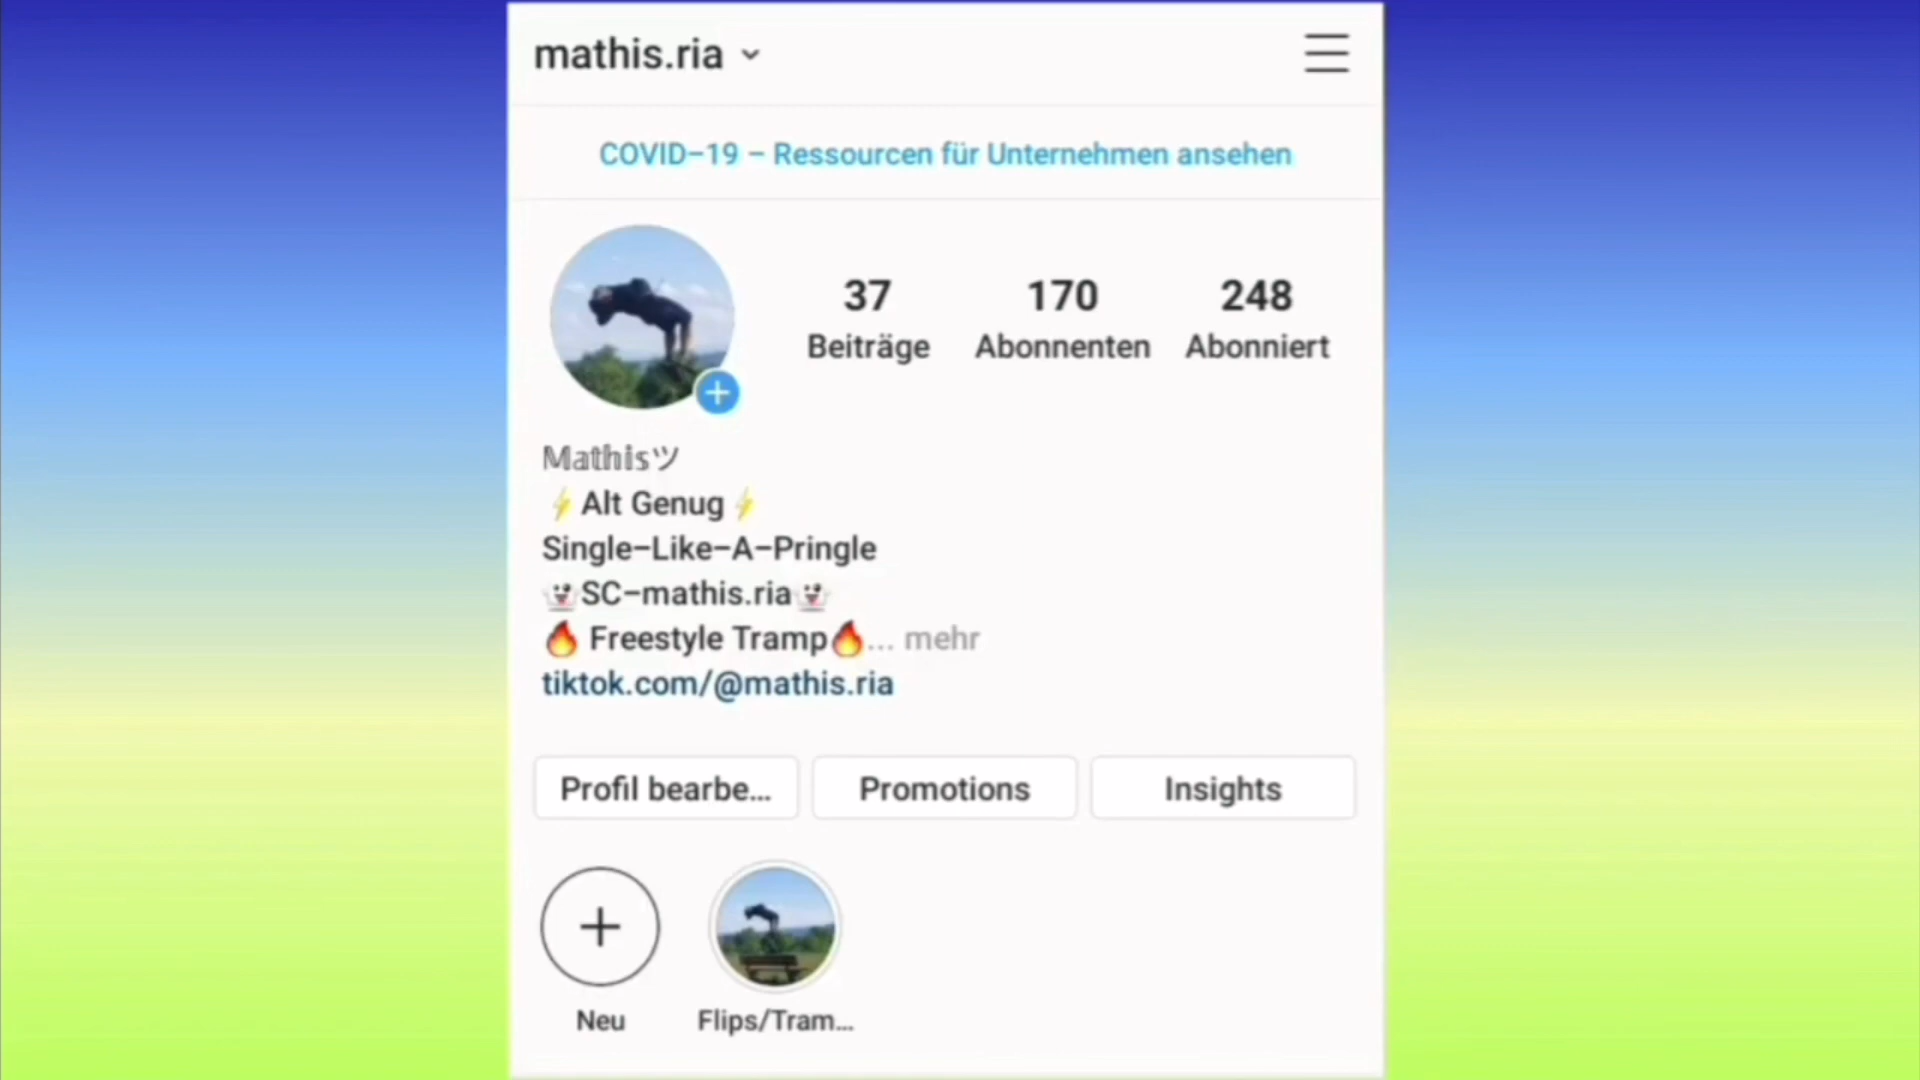 mathis.ria
COVID-19 - Ressourcen für Unternehmen ansehen
37 170 248
Beiträge Abonnenten Abonniert
𝕄𝕒𝕥𝕙𝕚𝕤ツ
⚡Alt Genug⚡
Single-Like-A-Pringle
👻SC-mathis.ria👻
🔥 Freestyle Tramp🔥... mehr
tiktok.com/@mathis.ria
Profil bearbe... Promotions Insights
Neu Flips/Tram...